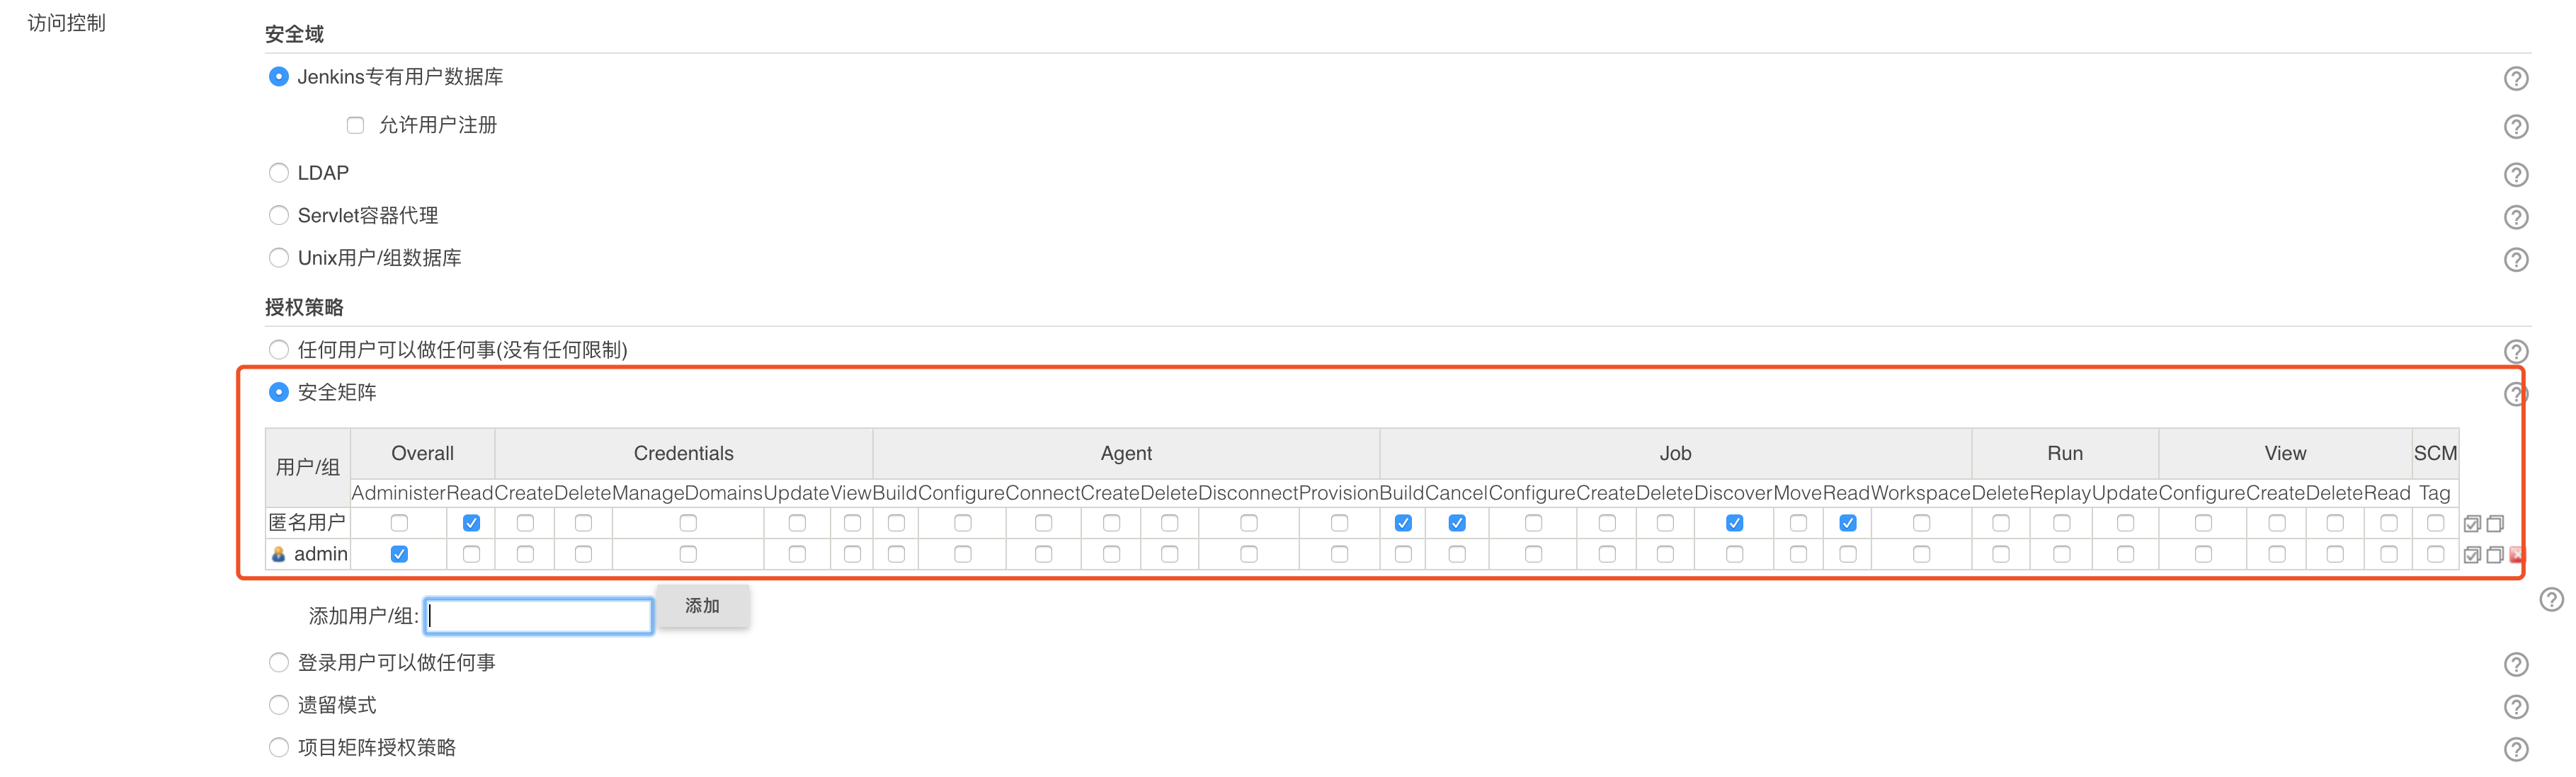 访问控制
安全域
Jenkins专有用户数据库
允许用户注册
LDAP
Servlet容器代理
Unix用户/组数据库
授权策略
任何用户可以做任何事(没有任何限制)
安全矩阵
用户/组 Overall Credentials Agent Job Run View SCM
Administer Read Create Delete ManageDomains Update View Build Configure Connect Create Delete Disconnect Provision Build Cancel Configure Create Delete Discover Move Read Workspace Delete Replay Update Configure Create Delete Read Tag
匿名用户
admin
添加用户/组: 添加
登录用户可以做任何事
遗留模式
项目矩阵授权策略